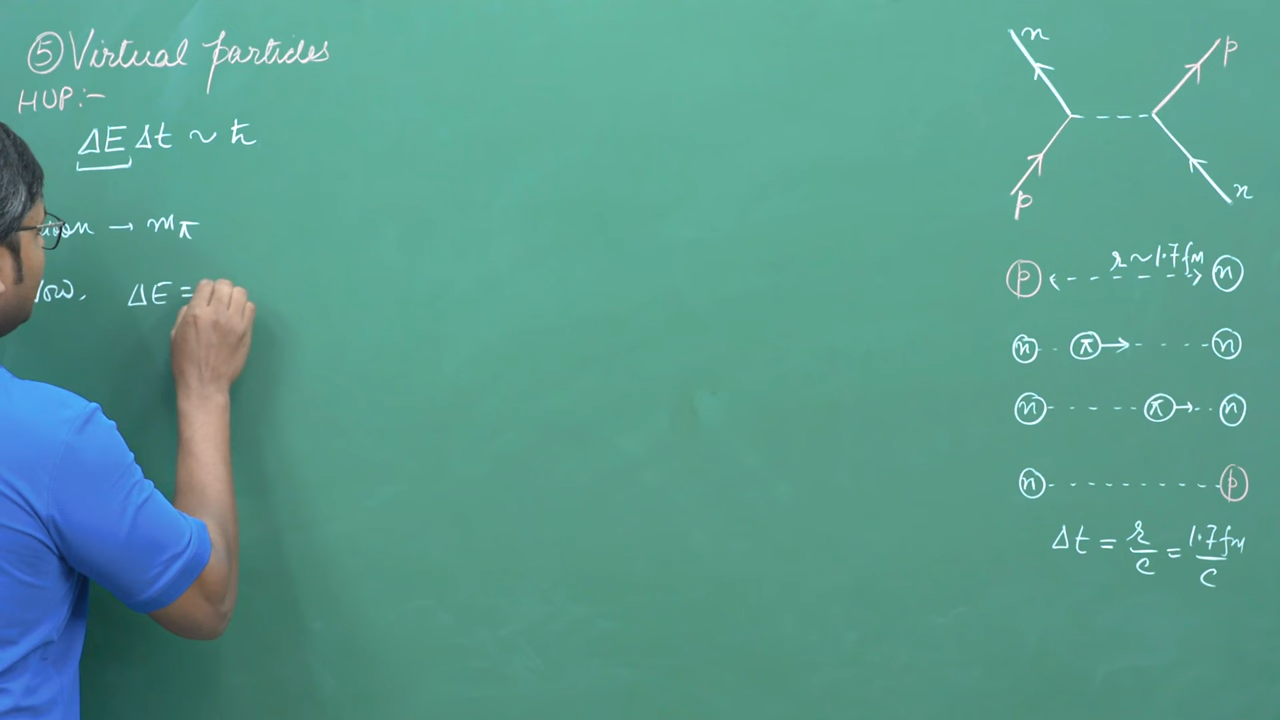 ⑤ Virtual particles
HUP :-
ΔE Δt ~ ħ
→ mπ
ΔE =
n p
p n
p r ~ 1.7 fm n
n π n
n π n
n p
Δt = r/c = 1.7 fm/c